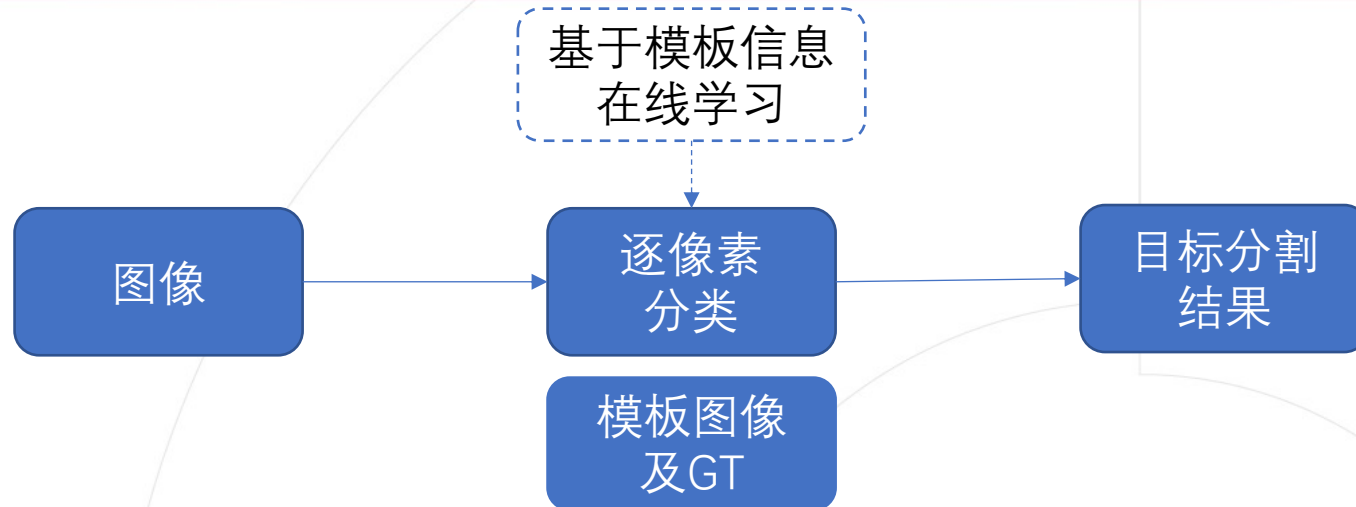 基于模板信息
在线学习
图像
逐像素
分类
目标分割
结果
模板图像
及GT